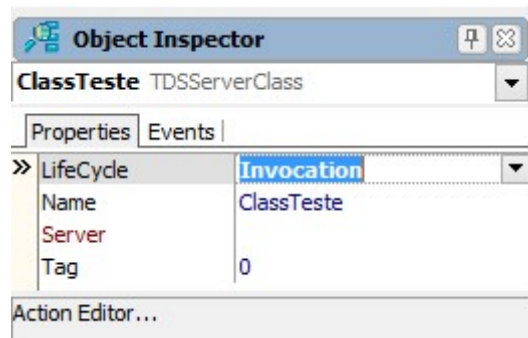 Object Inspector
ClassTeste TDSServerClass
Properties Events
LifeCycle Invocation
Name ClassTeste
Server
Tag 0
Action Editor...